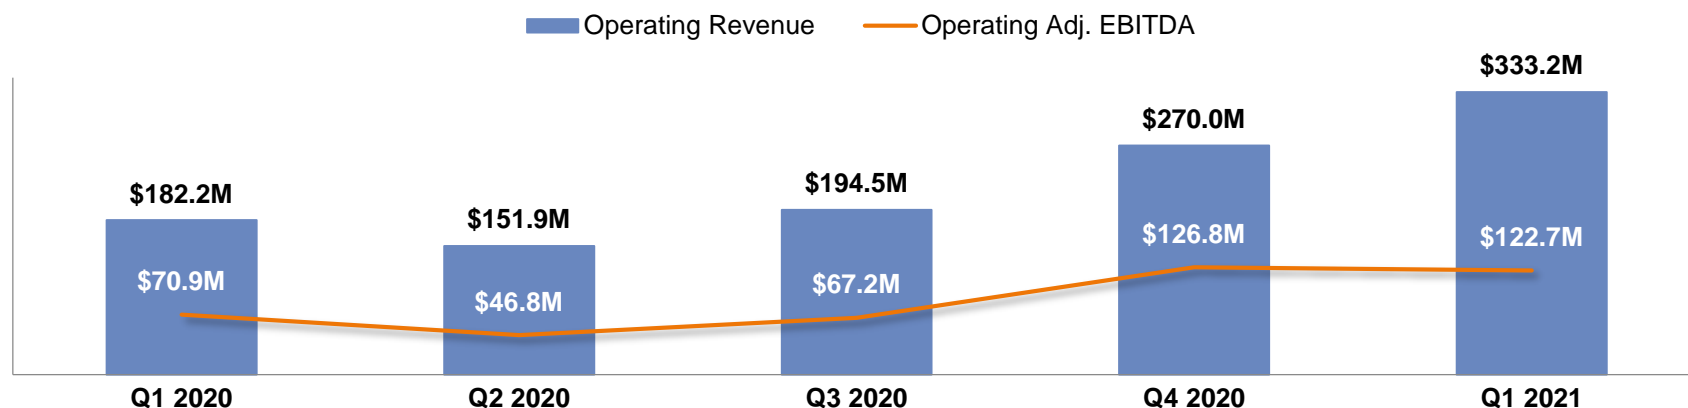 Operating Revenue Operating Adj. EBITDA
$333.2M
$270.0M
$194.5M
$182.2M
$151.9M
$126.8M
$122.7M
$70.9M
$67.2M
$46.8M
Q1 2020 Q2 2020 Q3 2020 Q4 2020 Q1 2021